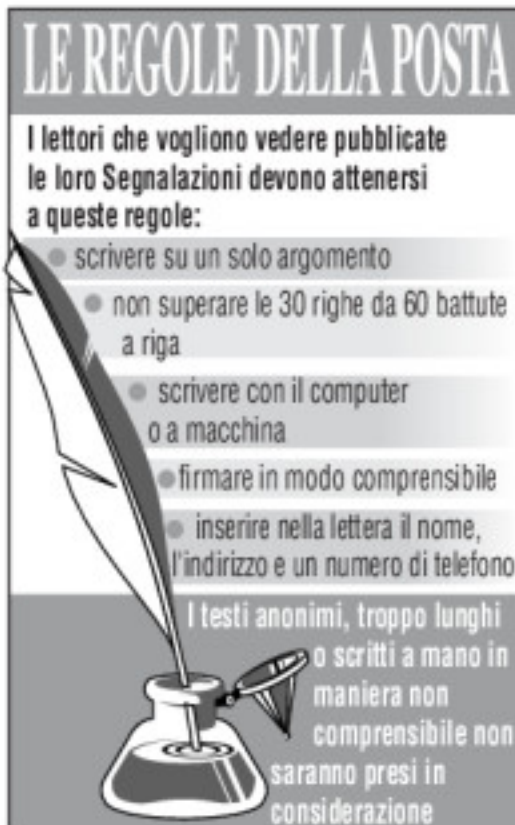 LE REGOLE DELLA POSTA
I lettori che vogliono vedere pubblicate
le loro Segnalazioni devono attenersi
a queste regole:
● scrivere su un solo argomento
● non superare le 30 righe da 60 battute
a riga
● scrivere con il computer
o a macchina
●firmare in modo comprensibile
● inserire nella lettera il nome,
l'indirizzo e un numero di telefono
I testi anonimi, troppo lunghi
o scritti a mano in
maniera non
comprensibile non
saranno presi in
considerazione